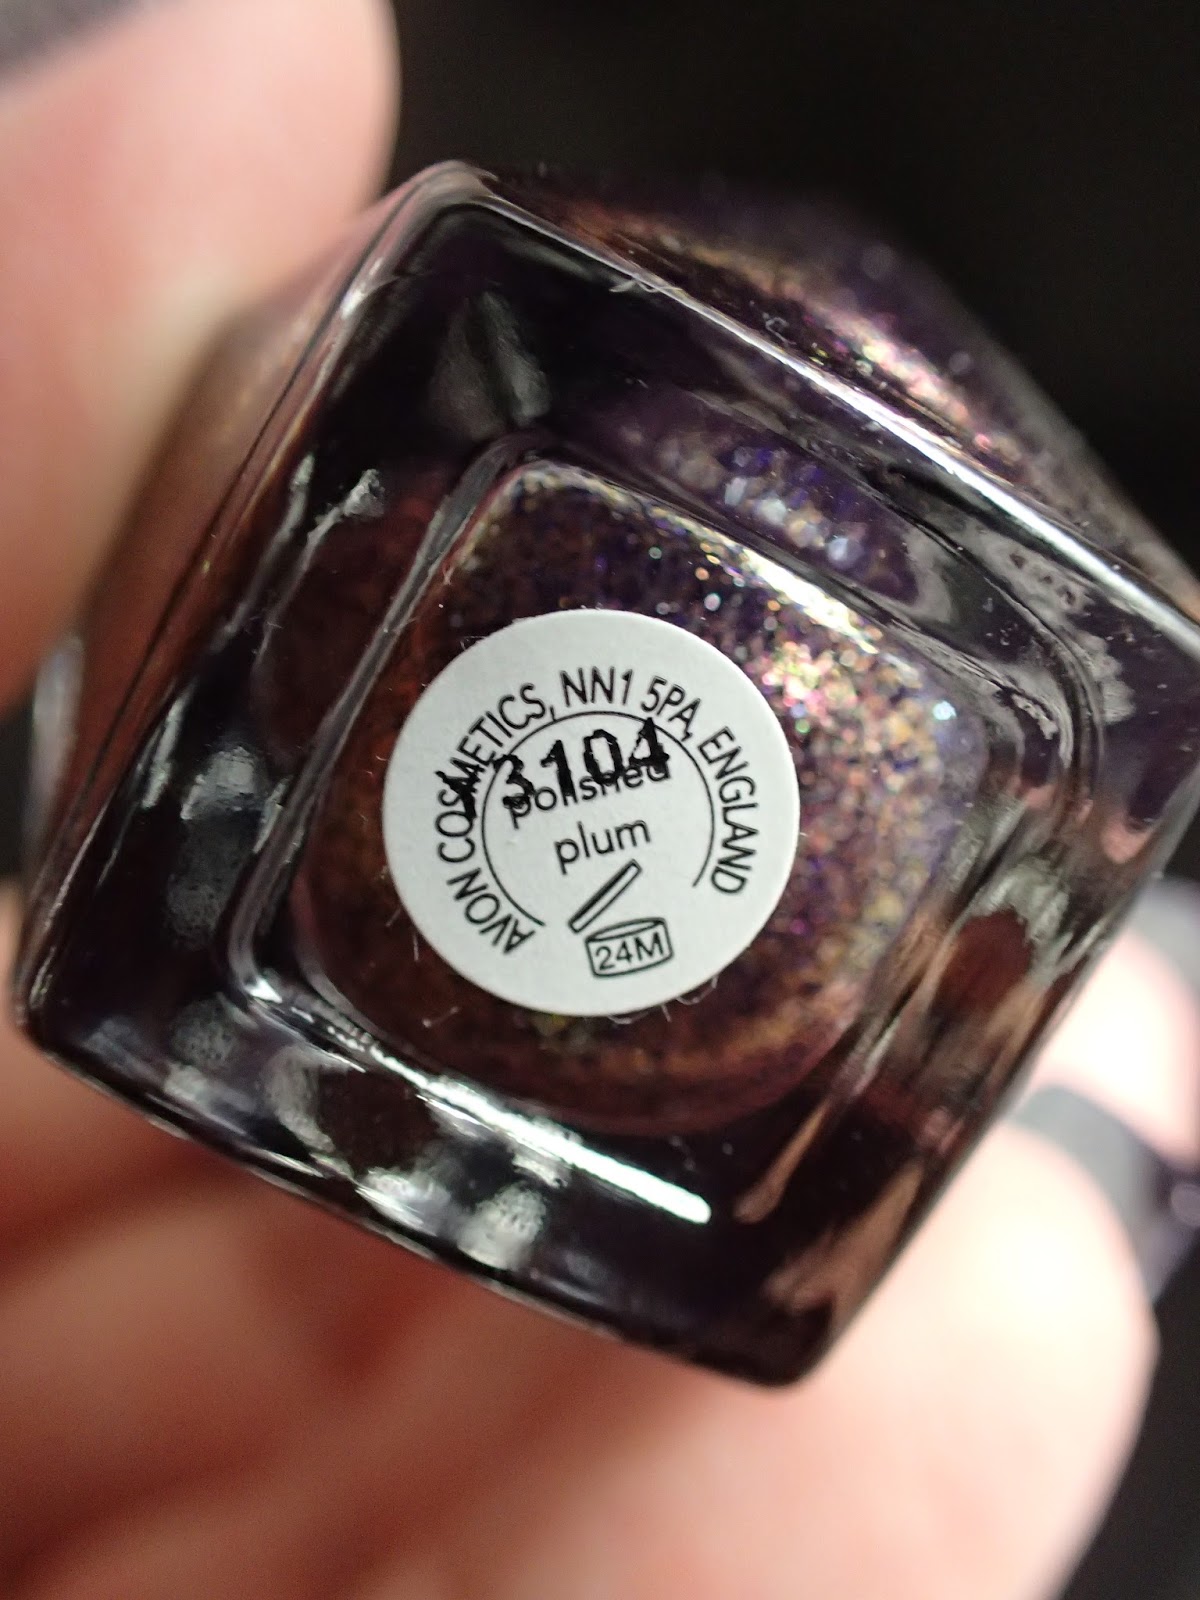 AVON COSMETICS, NN1 5PA, ENGLAND
3104
polished
plum
24M